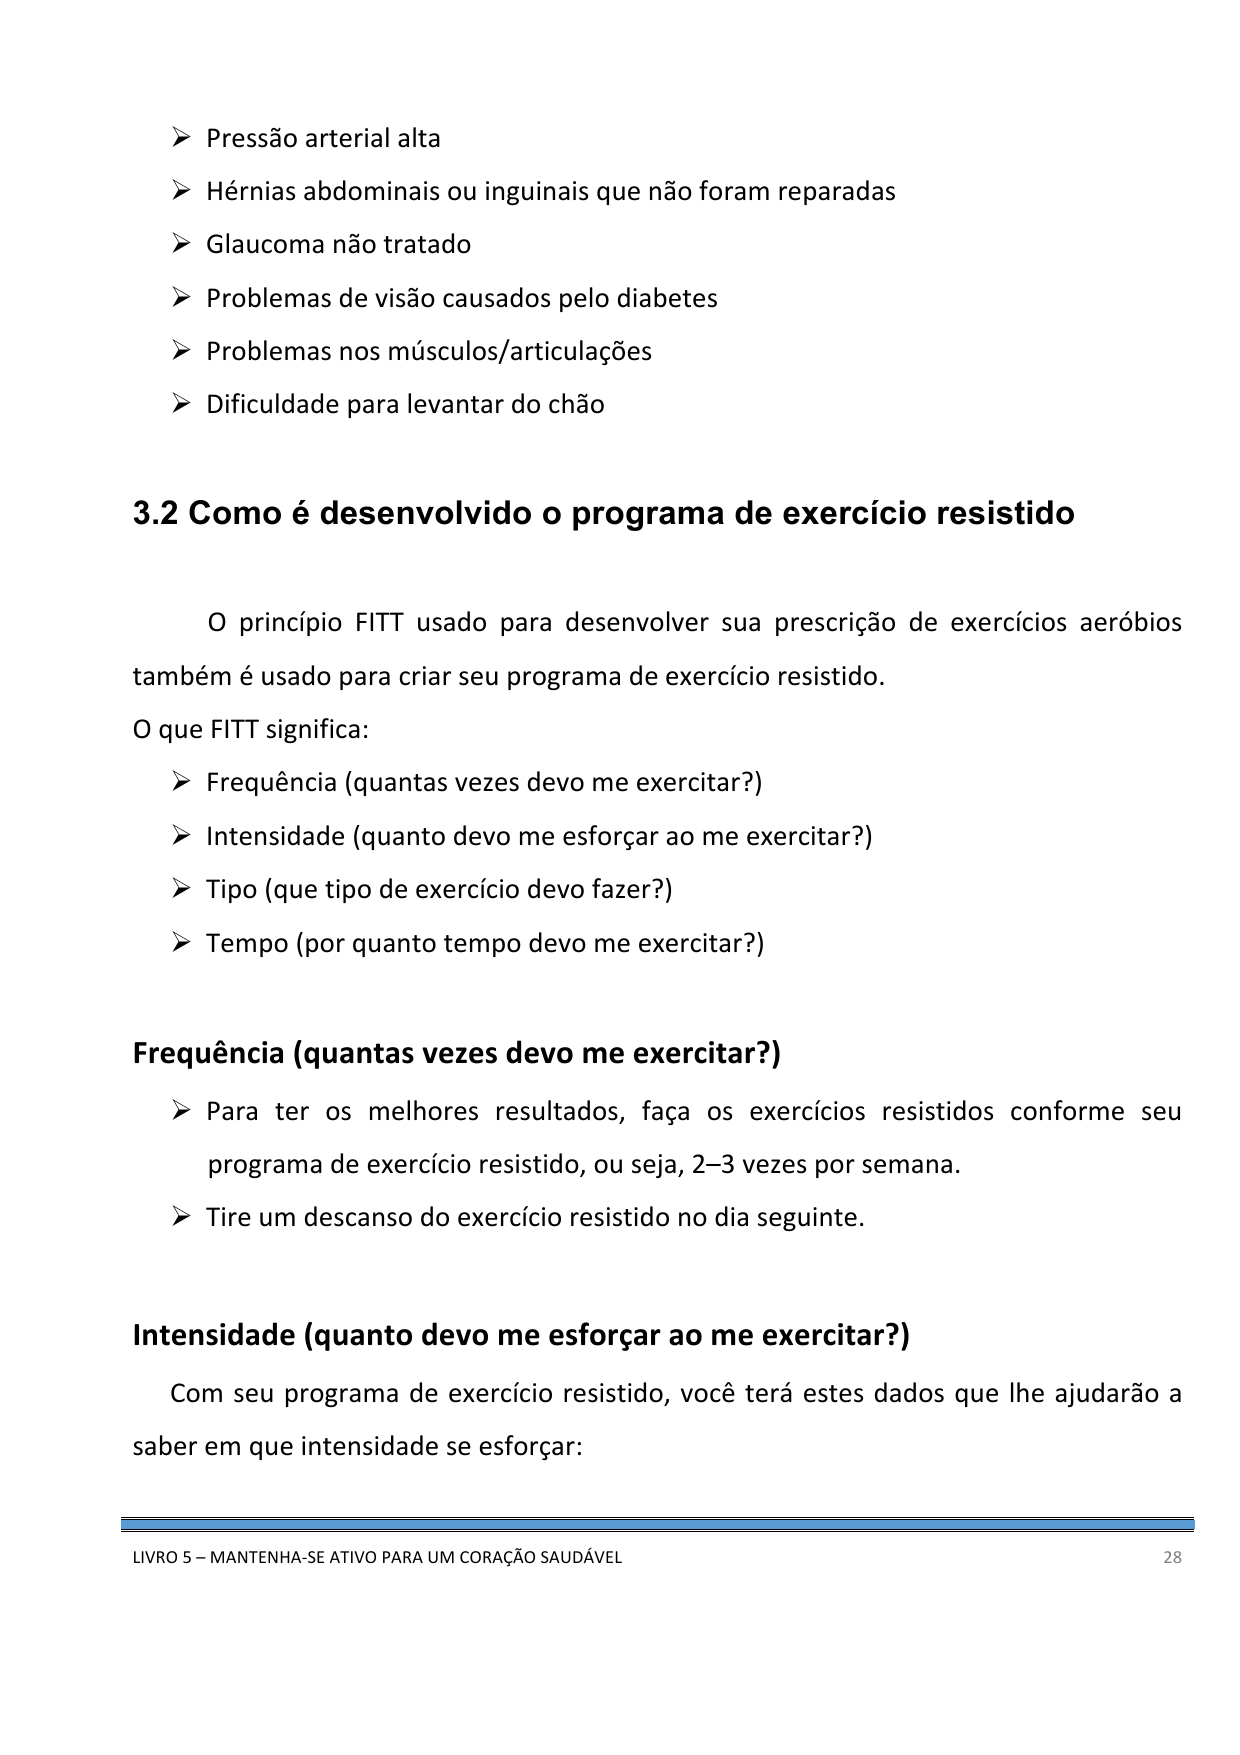 ➢ Pressão arterial alta
➢ Hérnias abdominais ou inguinais que não foram reparadas
➢ Glaucoma não tratado
➢ Problemas de visão causados pelo diabetes
➢ Problemas nos músculos/articulações
➢ Dificuldade para levantar do chão
3.2 Como é desenvolvido o programa de exercício resistido
O princípio FITT usado para desenvolver sua prescrição de exercícios aeróbios
também é usado para criar seu programa de exercício resistido.
O que FITT significa:
➢ Frequência (quantas vezes devo me exercitar?)
➢ Intensidade (quanto devo me esforçar ao me exercitar?)
➢ Tipo (que tipo de exercício devo fazer?)
➢ Tempo (por quanto tempo devo me exercitar?)
Frequência (quantas vezes devo me exercitar?)
➢ Para ter os melhores resultados, faça os exercícios resistidos conforme seu
programa de exercício resistido, ou seja, 2–3 vezes por semana.
➢ Tire um descanso do exercício resistido no dia seguinte.
Intensidade (quanto devo me esforçar ao me exercitar?)
Com seu programa de exercício resistido, você terá estes dados que lhe ajudarão a
saber em que intensidade se esforçar:
LIVRO 5 – MANTENHA-SE ATIVO PARA UM CORAÇÃO SAUDÁVEL 28